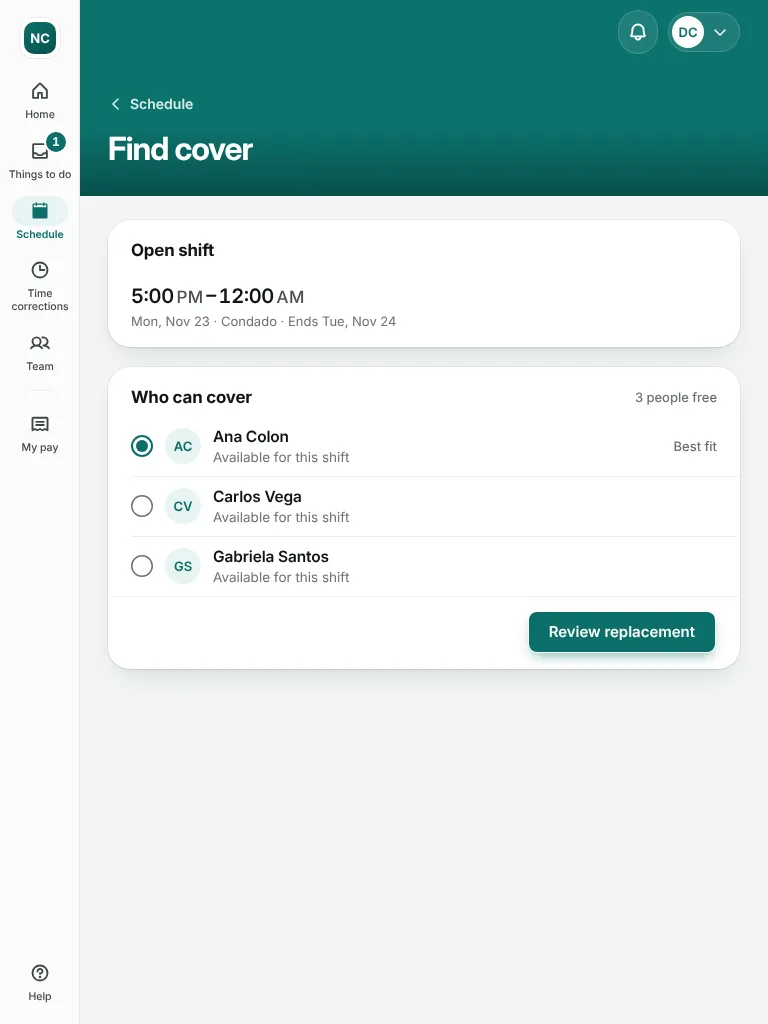 NC
Home
1
Things to do
Schedule
Time
corrections
Team
My pay
Help
DC
Schedule
Find cover
Open shift
5:00 PM – 12:00 AM
Mon, Nov 23 · Condado · Ends Tue, Nov 24
Who can cover
3 people free
AC
Ana Colon
Available for this shift
Best fit
CV
Carlos Vega
Available for this shift
GS
Gabriela Santos
Available for this shift
Review replacement